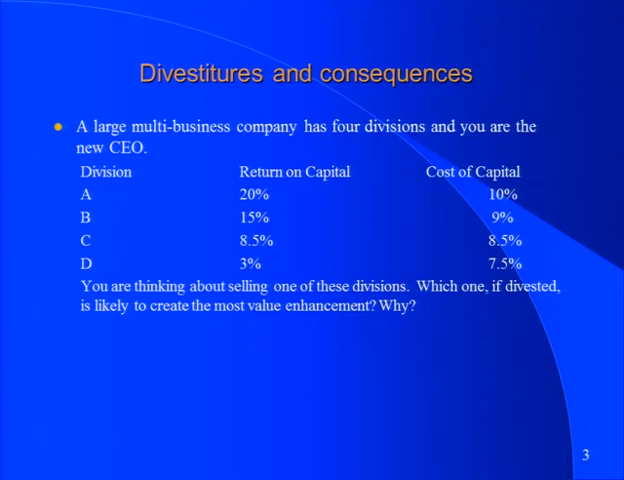 Divestitures and consequences
A large multi-business company has four divisions and you are the
new CEO.
Division Return on Capital Cost of Capital
A 20% 10%
B 15% 9%
C 8.5% 8.5%
D 3% 7.5%
You are thinking about selling one of these divisions. Which one, if divested,
is likely to create the most value enhancement? Why?
3